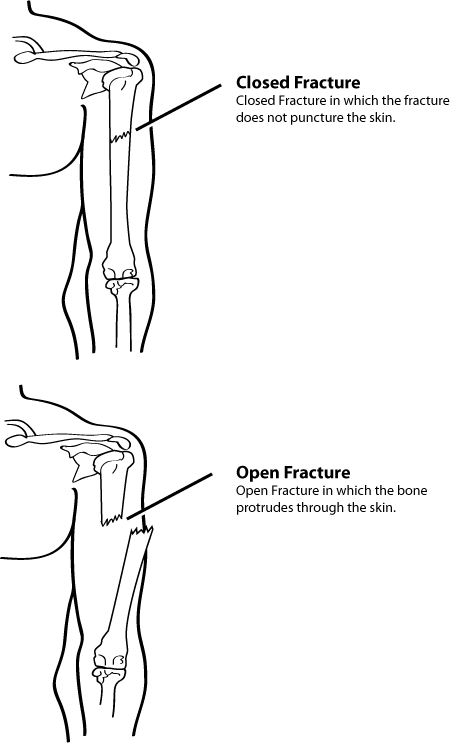 Closed Fracture
Closed Fracture in which the fracture
does not puncture the skin.
Open Fracture
Open Fracture in which the bone
protrudes through the skin.